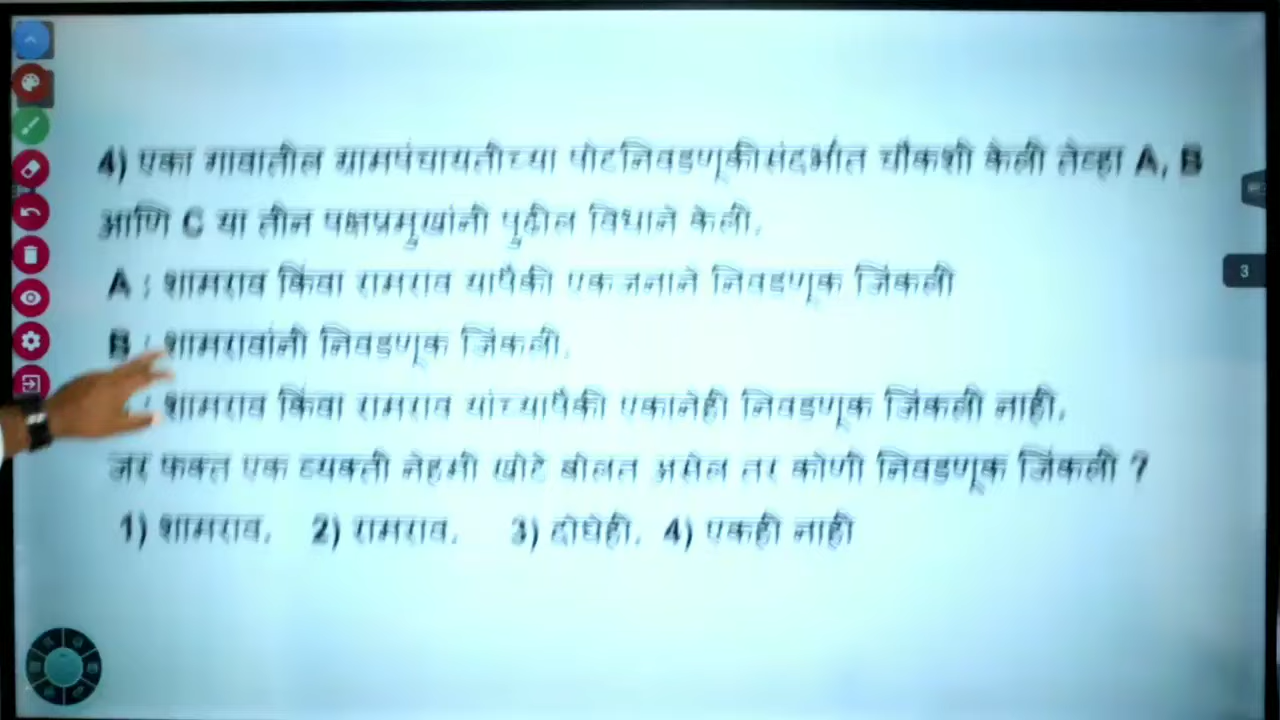 4) एका गावातील ग्रामपंचायतीच्या पोटनिवडणूकीसंदर्भात चौकशी केली तेव्हा A, B
आणि C या तीन पक्षप्रमुखांनी पुढील विधाने केली.
A : शामराव किंवा रामराव यापैकी एक जनाने निवडणूक जिंकली
B : शामरावांनी निवडणूक जिंकली.
: शामराव किंवा रामराव यांच्यापैकी एकानेही निवडणूक जिंकली नाही.
जर फक्त एक व्यक्ती नेहमी खोटे बोलत असेल तर कोणी निवडणूक जिंकली ?
1) शामराव. 2) रामराव. 3) दोघेही. 4) एकही नाही
3